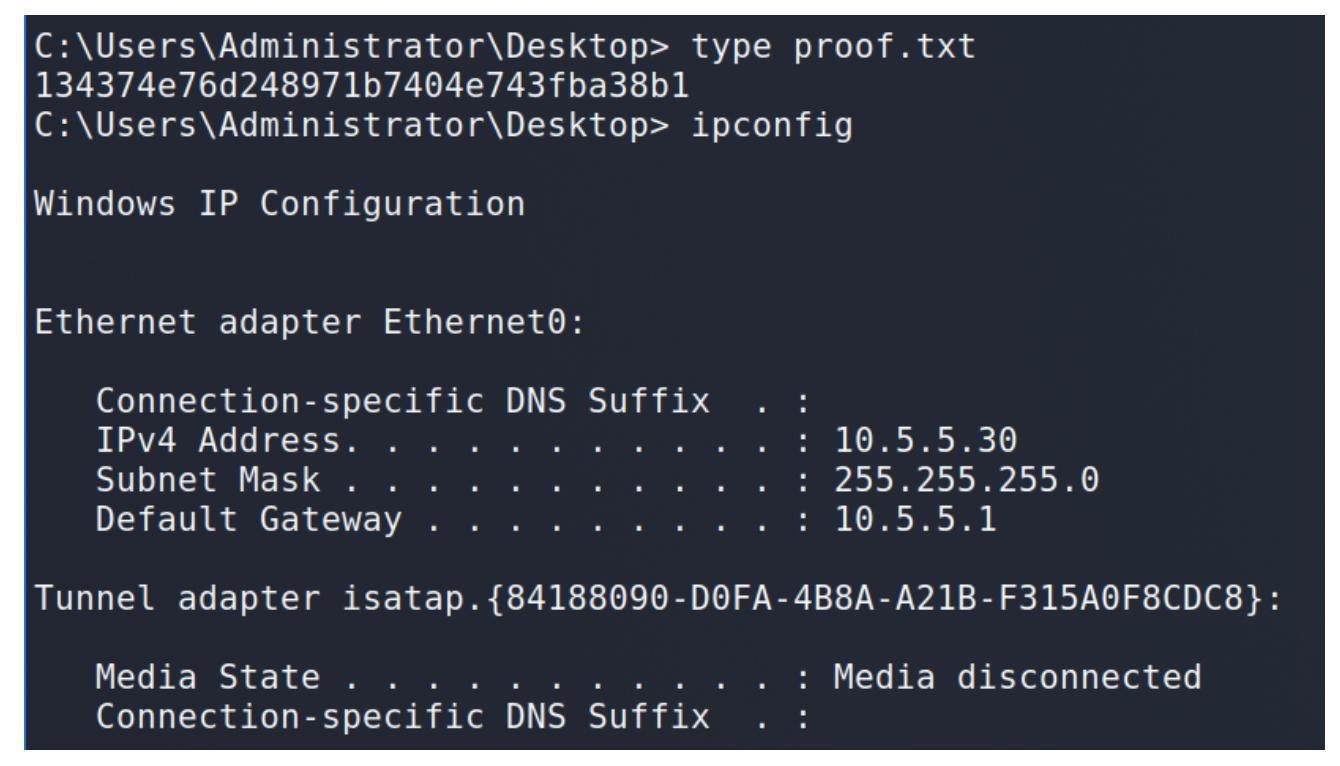 C:\Users\Administrator\Desktop> type proof.txt
134374e76d248971b7404e743fba38b1
C:\Users\Administrator\Desktop> ipconfig
Windows IP Configuration
Ethernet adapter Ethernet0:
Connection-specific DNS Suffix  . :
IPv4 Address. . . . . . . . . . . : 10.5.5.30
Subnet Mask . . . . . . . . . . . : 255.255.255.0
Default Gateway . . . . . . . . . : 10.5.5.1
Tunnel adapter isatap.{84188090-D0FA-4B8A-A21B-F315A0F8CDC8}:
Media State . . . . . . . . . . . : Media disconnected
Connection-specific DNS Suffix  . :